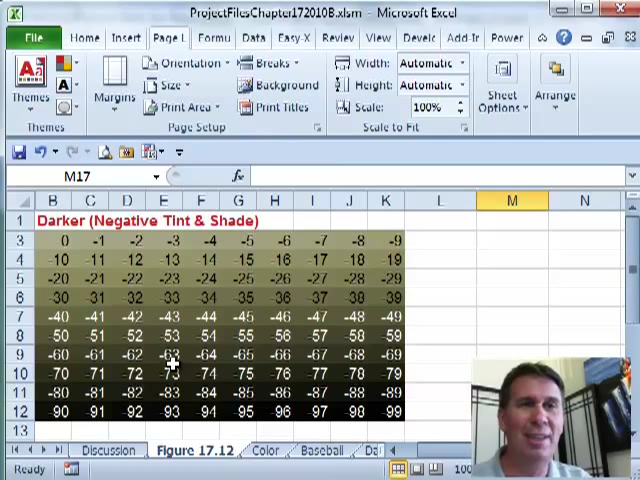 ProjectFilesChapter172010B.xlsm - Microsoft Excel
File Home Insert Page L Formu Data Easy-X Review View Develc Add-Ir Power
Themes Margins Orientation Size Print Area Breaks Background Print Titles Width: Automatic Height: Automatic Scale: 100% Sheet Options Arrange
Themes Page Setup Scale to Fit
M17 fx
B C D E F G H I J K L M N
1 Darker (Negative Tint & Shade)
3 0 -1 -2 -3 -4 -5 -6 -7 -8 -9
4 -10 -11 -12 -13 -14 -15 -16 -17 -18 -19
5 -20 -21 -22 -23 -24 -25 -26 -27 -28 -29
6 -30 -31 -32 -33 -34 -35 -36 -37 -38 -39
7 -40 -41 -42 -43 -44 -45 -46 -47 -48 -49
8 -50 -51 -52 -53 -54 -55 -56 -57 -58 -59
9 -60 -61 -62 -63 -64 -65 -66 -67 -68 -69
10 -70 -71 -72 -73 -74 -75 -76 -77 -78 -79
11 -80 -81 -82 -83 -84 -85 -86 -87 -88 -89
12 -90 -91 -92 -93 -94 -95 -96 -97 -98 -99
13
Discussion Figure 17.12 Color Baseball Da
Ready 100